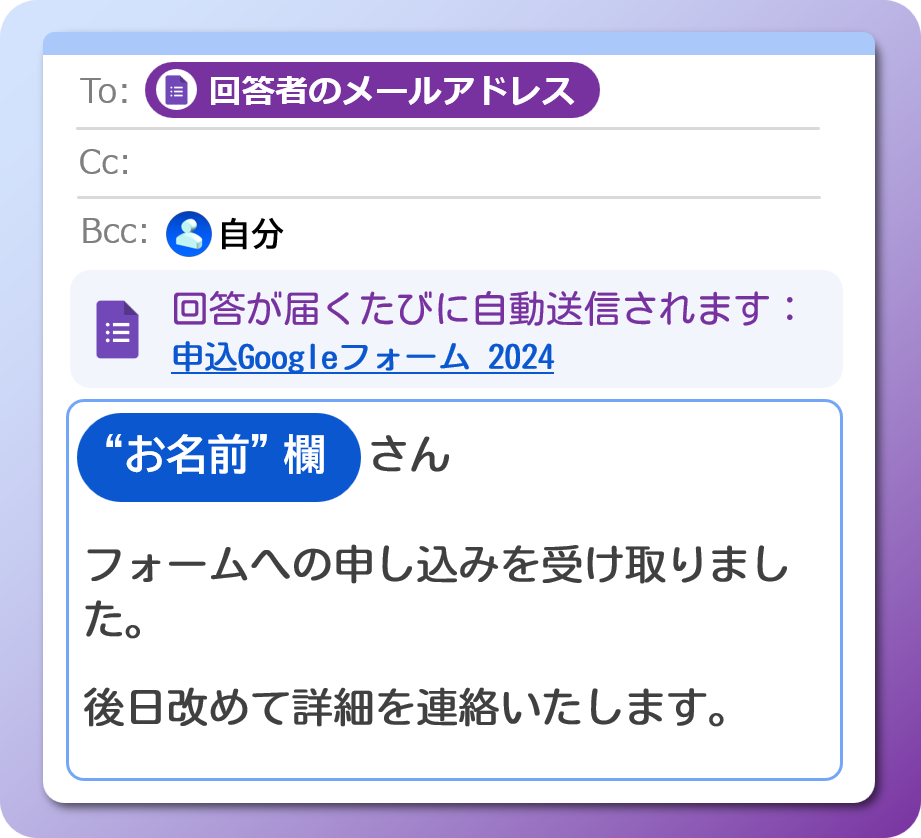 To: 回答者のメールアドレス
Cc:
Bcc: 自分
回答が届くたびに自動送信されます：
申込Googleフォーム 2024
“お名前” 欄 さん
フォームへの申し込みを受け取りまし
た。
後日改めて詳細を連絡いたします。